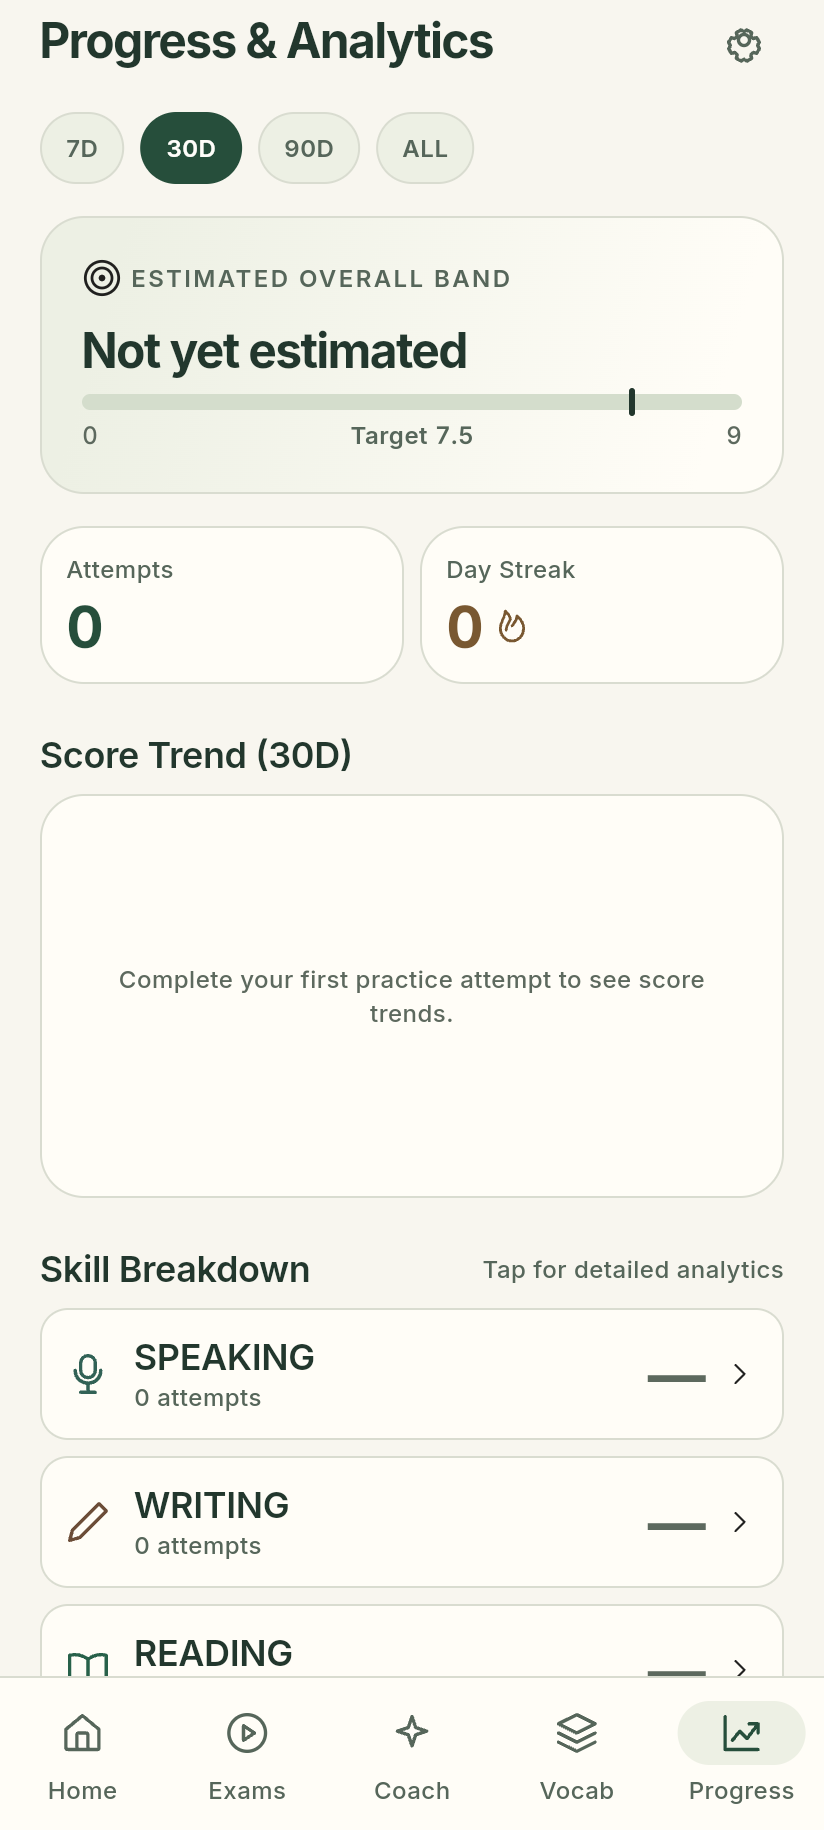 Progress & Analytics
7D 30D 90D ALL
ESTIMATED OVERALL BAND
Not yet estimated
0 Target 7.5 9
Attempts
0
Day Streak
0
Score Trend (30D)
Complete your first practice attempt to see score
trends.
Skill Breakdown Tap for detailed analytics
SPEAKING
0 attempts
—
WRITING
0 attempts
—
READING
—
Home Exams Coach Vocab Progress